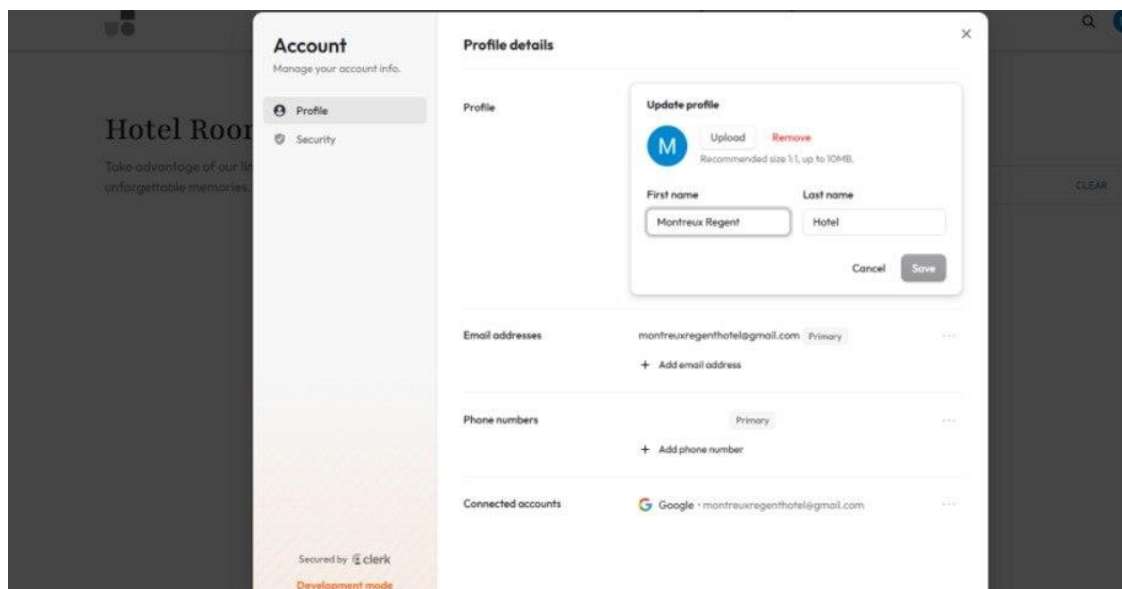 Account
Manage your account info.
Profile
Security
Secured by clerk
Development mode
Profile details
Profile
Update profile
M
Upload Remove
Recommended size 1:1, up to 10MB.
First name Last name
Montreux Regent Hotel
Cancel Save
Email addresses montreuxregenthotel@gmail.com Primary
+ Add email address
Phone numbers Primary
+ Add phone number
Connected accounts Google • montreuxregenthotel@gmail.com
Hotel
Take advantage of our
unforgettable memories.
CLEAR